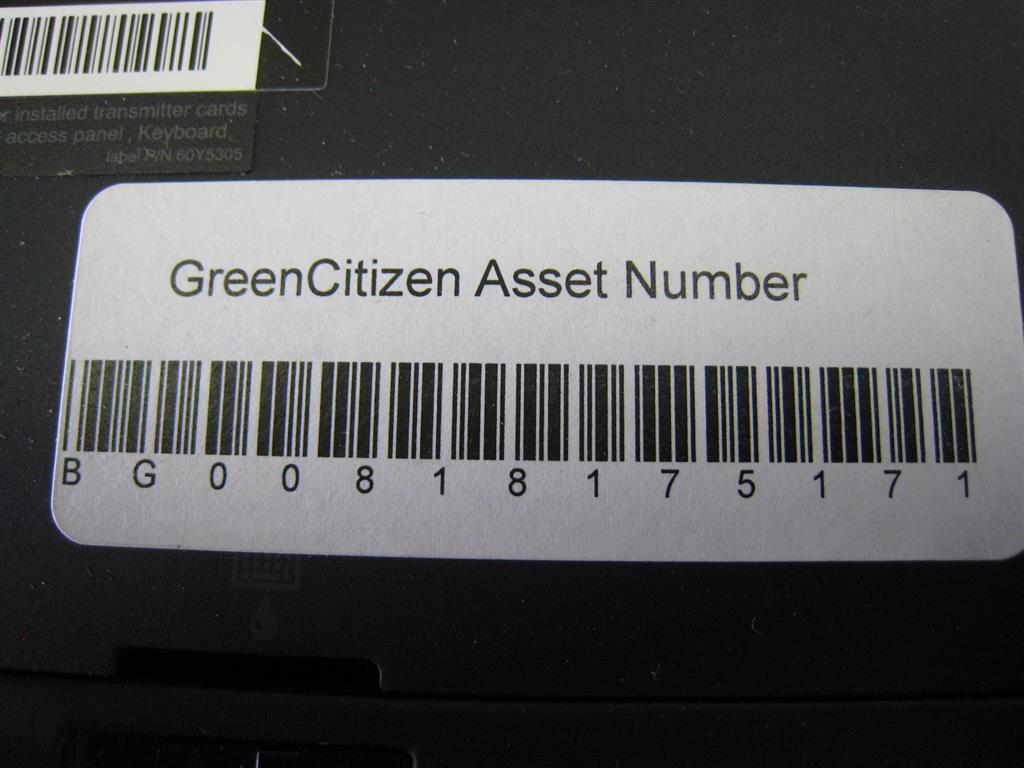 r installed transmitter cards
access panel , Keyboard,
label P/N 60Y5305
GreenCitizen Asset Number
B G 0 0 8 1 8 1 7 5 1 7 1